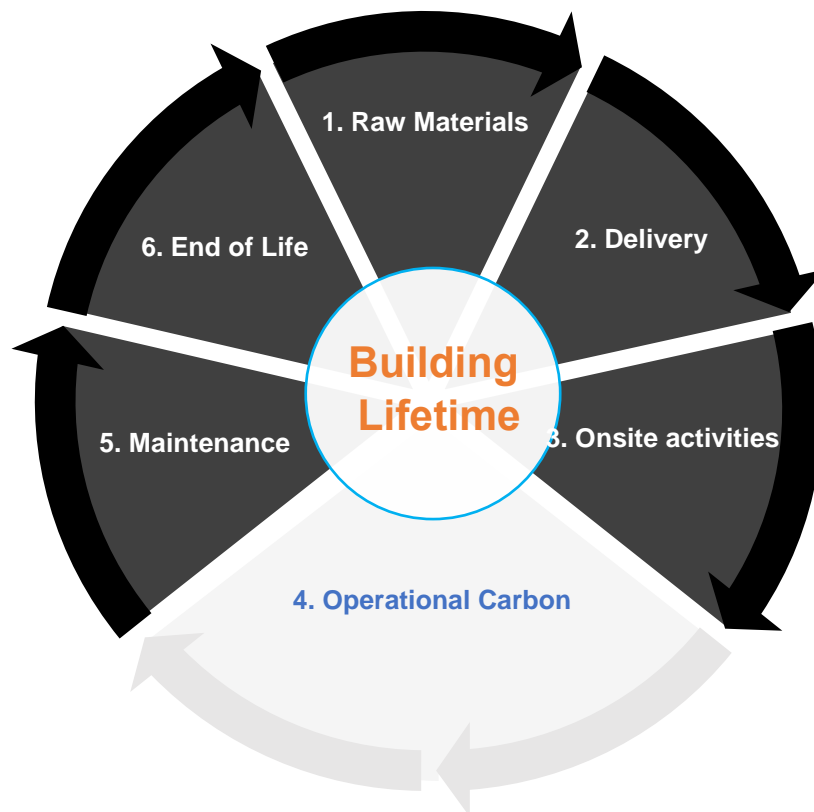 1. Raw Materials
2. Delivery
3. Onsite activities
4. Operational Carbon
5. Maintenance
6. End of Life
Building
Lifetime